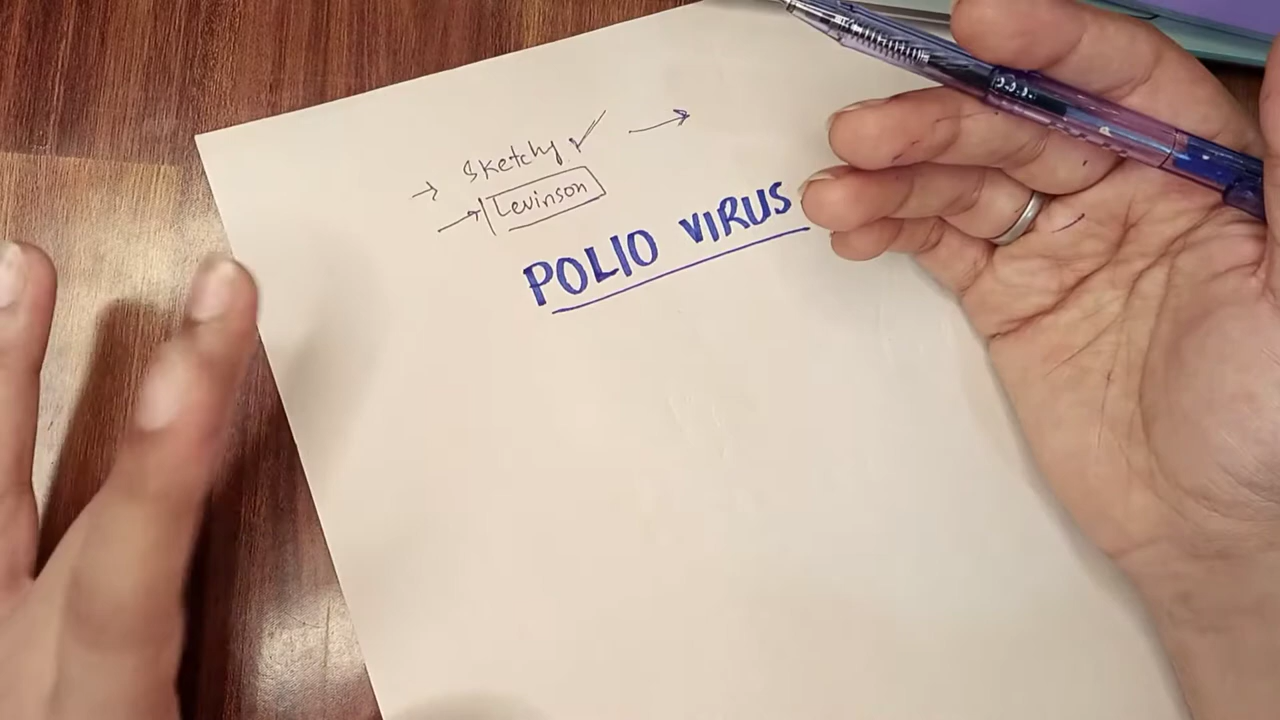 → Sketchy ✓ →
→ Levinson
POLIO VIRUS